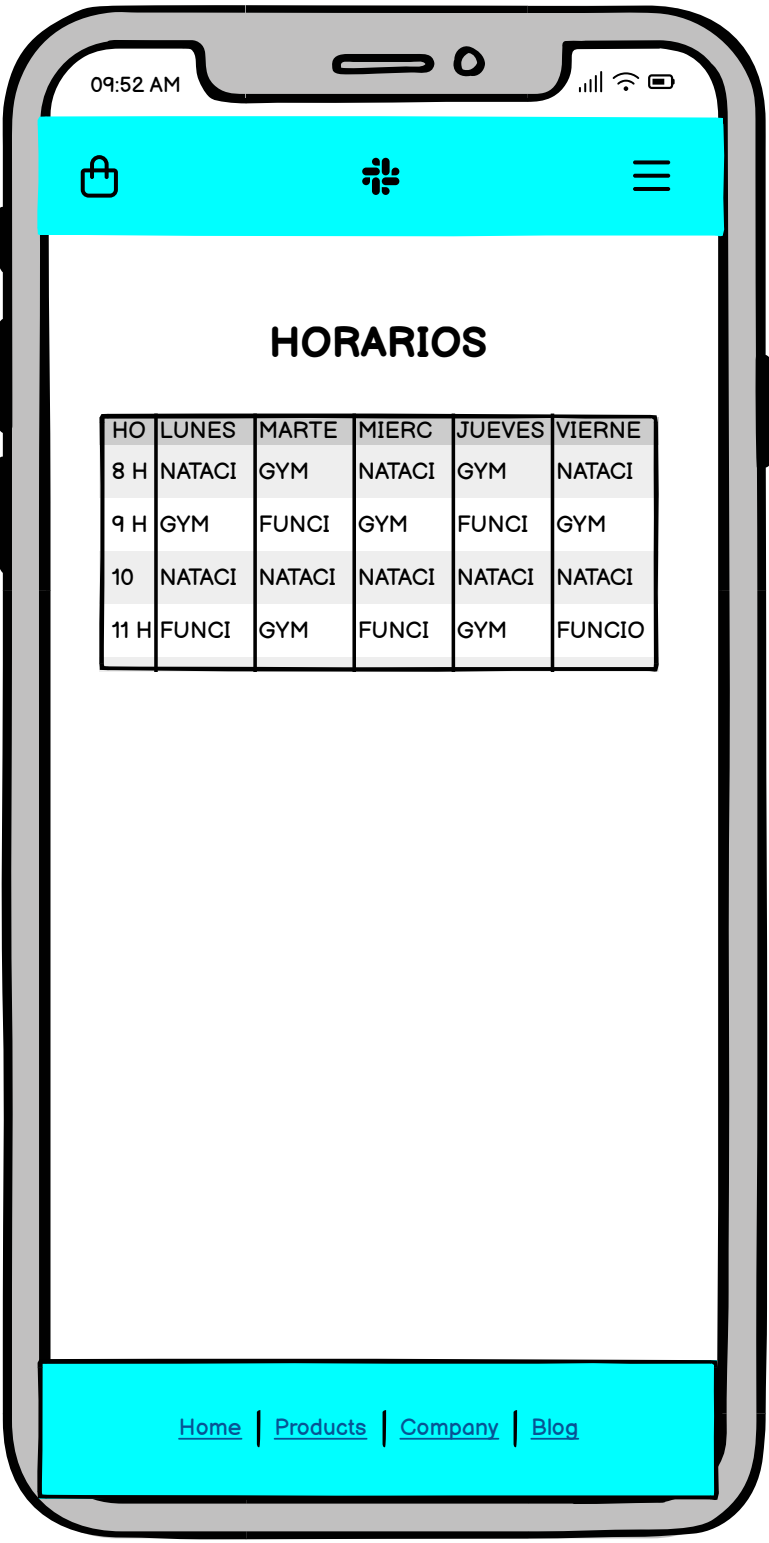 09:52 AM
HORARIOS
HO LUNES MARTE MIERC JUEVES VIERNE
8 H NATACI GYM NATACI GYM NATACI
9 H GYM FUNCI GYM FUNCI GYM
10 NATACI NATACI NATACI NATACI NATACI
11 H FUNCI GYM FUNCI GYM FUNCIO
Home | Products | Company | Blog